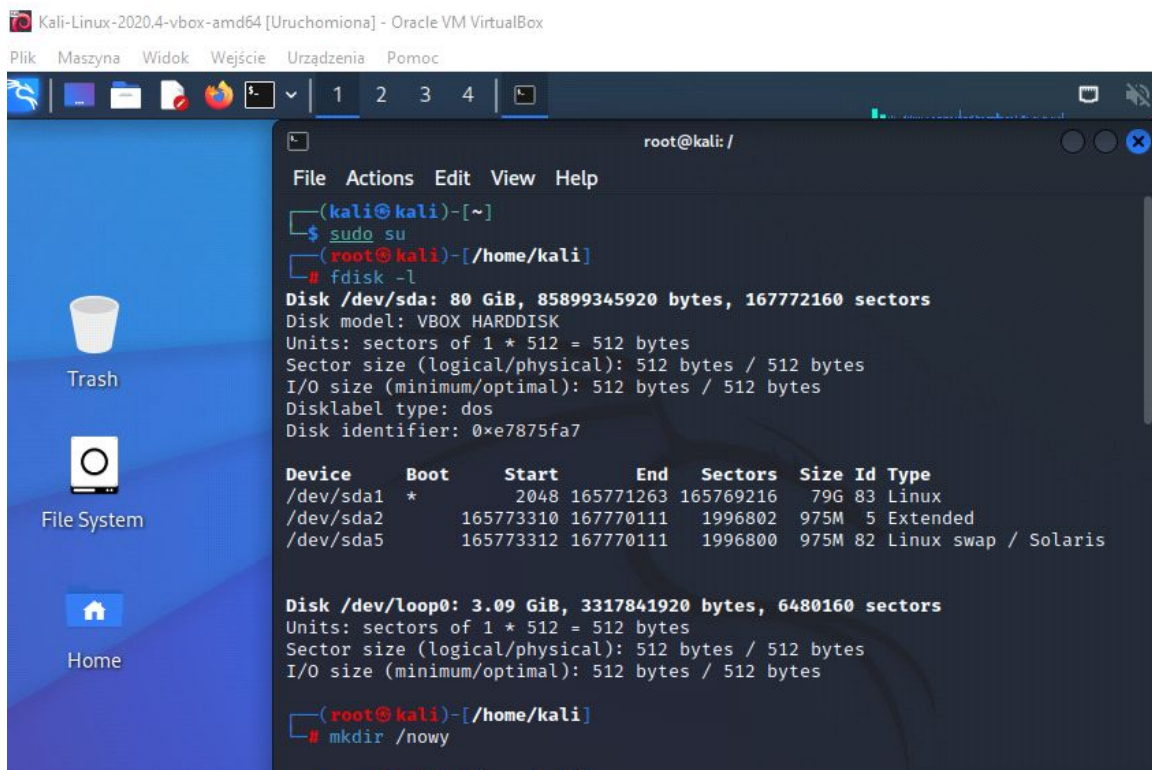 Kali-Linux-2020.4-vbox-amd64 [Uruchomiona] - Oracle VM VirtualBox
Plik Maszyna Widok Wejście Urządzenia Pomoc
1 2 3 4
root@kali: /
File Actions Edit View Help
┌──(kali㉿kali)-[~]
└─$ sudo su
┌──(root㉿kali)-[/home/kali]
└─# fdisk -l
Disk /dev/sda: 80 GiB, 85899345920 bytes, 167772160 sectors
Disk model: VBOX HARDDISK
Units: sectors of 1 * 512 = 512 bytes
Sector size (logical/physical): 512 bytes / 512 bytes
I/O size (minimum/optimal): 512 bytes / 512 bytes
Disklabel type: dos
Disk identifier: 0xe7875fa7
Device Boot Start End Sectors Size Id Type
/dev/sda1 * 2048 165771263 165769216 79G 83 Linux
/dev/sda2 165773310 167770111 1996802 975M 5 Extended
/dev/sda5 165773312 167770111 1996800 975M 82 Linux swap / Solaris
Disk /dev/loop0: 3.09 GiB, 3317841920 bytes, 6480160 sectors
Units: sectors of 1 * 512 = 512 bytes
Sector size (logical/physical): 512 bytes / 512 bytes
I/O size (minimum/optimal): 512 bytes / 512 bytes
┌──(root㉿kali)-[/home/kali]
└─# mkdir /nowy
Trash
File System
Home